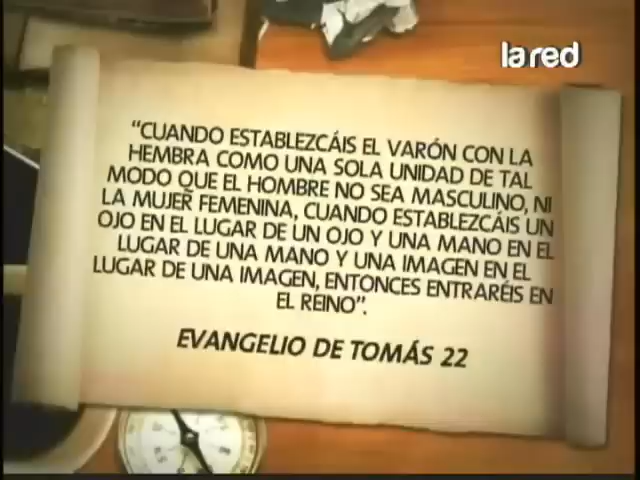 la red
"CUANDO ESTABLEZCÁIS EL VARÓN CON LA
HEMBRA COMO UNA SOLA UNIDAD DE TAL
MODO QUE EL HOMBRE NO SEA MASCULINO, NI
LA MUJER FEMENINA, CUANDO ESTABLEZCÁIS UN
OJO EN EL LUGAR DE UN OJO Y UNA MANO EN EL
LUGAR DE UNA MANO Y UNA IMAGEN EN EL
LUGAR DE UNA IMAGEN, ENTONCES ENTRARÉIS EN
EL REINO".
EVANGELIO DE TOMÁS 22